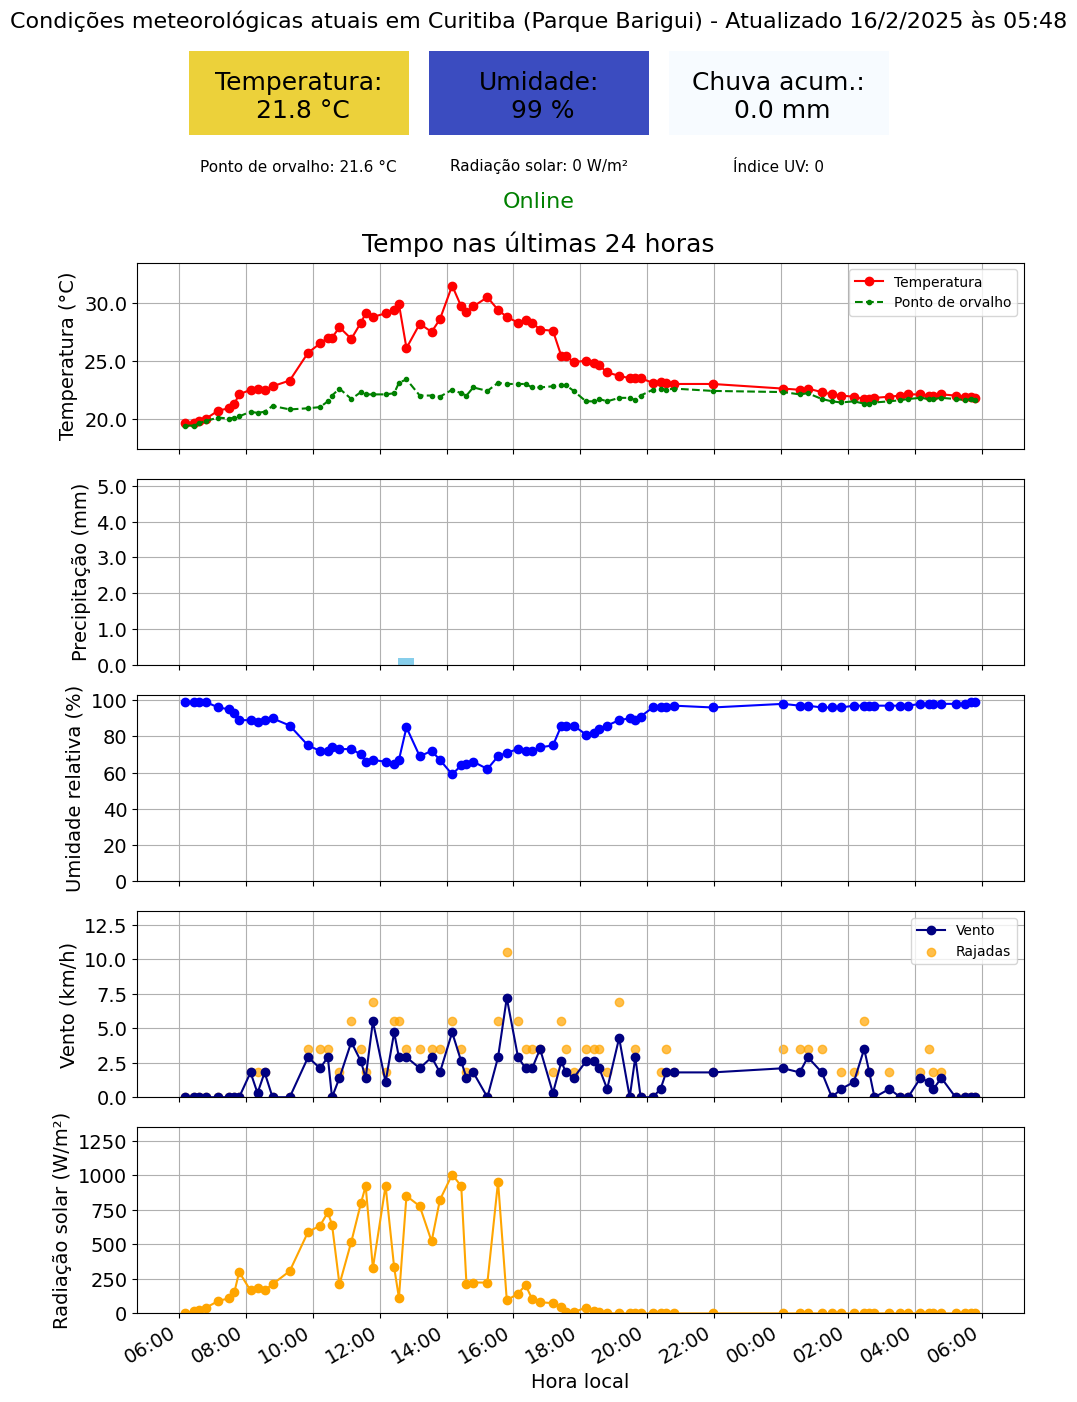 Condições meteorológicas atuais em Curitiba (Parque Barigui) - Atualizado 16/2/2025 às 05:48
Temperatura:
21.8 °C
Umidade:
99 %
Chuva acum.:
0.0 mm
Ponto de orvalho: 21.6 °C
Radiação solar: 0 W/m²
Índice UV: 0
Online
Tempo nas últimas 24 horas
Temperatura (°C)
30.0
25.0
20.0
Temperatura
Ponto de orvalho
Precipitação (mm)
5.0
4.0
3.0
2.0
1.0
0.0
Umidade relativa (%)
100
80
60
40
20
0
Vento (km/h)
12.5
10.0
7.5
5.0
2.5
0.0
Vento
Rajadas
Radiação solar (W/m²)
1250
1000
750
500
250
0
06:00
08:00
10:00
12:00
14:00
16:00
18:00
20:00
22:00
00:00
02:00
04:00
06:00
Hora local